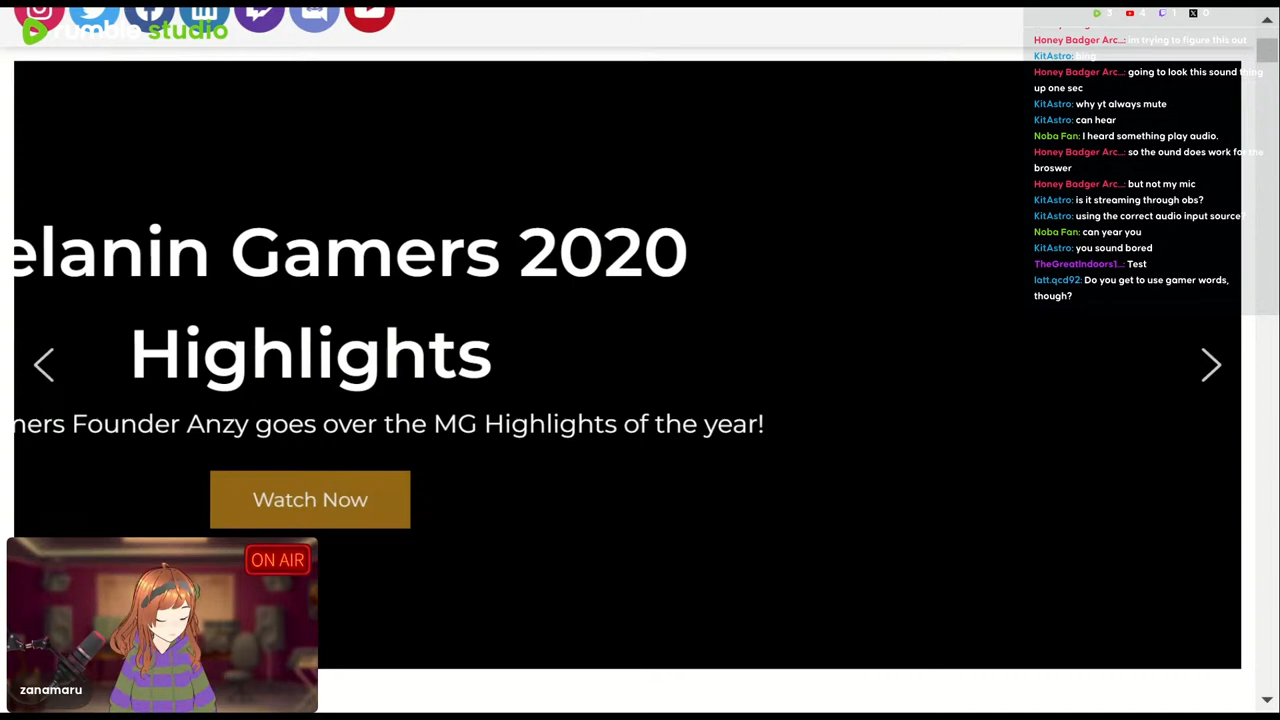 rumble studio
elanin Gamers 2020
Highlights
ners Founder Anzy goes over the MG Highlights of the year!
Watch Now
ON AIR
zanamaru
Honey Badger Arc...: im trying to figure this out
KitAstro: bing
Honey Badger Arc...: going to look this sound thing
up one sec
KitAstro: why yt always mute
KitAstro: can hear
Noba Fan: I heard something play audio.
Honey Badger Arc...: so the ound does work for the
broswer
Honey Badger Arc...: but not my mic
KitAstro: is it streaming through obs?
KitAstro: using the correct audio input source?
Noba Fan: can year you
KitAstro: you sound bored
TheGreatIndoors1...: Test
latt.qcd92: Do you get to use gamer words,
though?